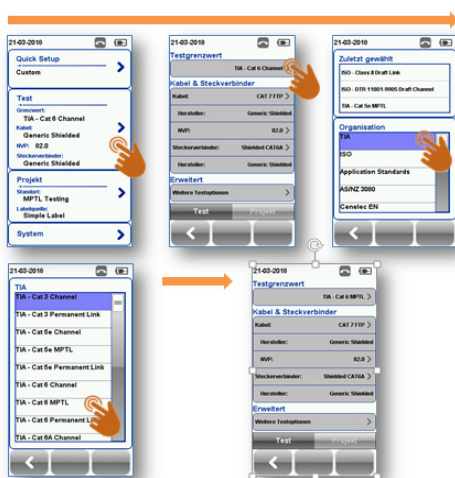 21-03-2018
Quick Setup
Custom
Test
Grenzwert:
TIA - Cat 6 Channel
Kabel:
Generic Shielded
NVP: 82.0
Steckverbinder:
Generic Shielded
Projekt
Standort:
MPTL Testing
Labelquelle:
Simple Label
System
21-03-2018
Testgrenzwert
TIA - Cat 6 Channel
Kabel & Steckverbinder
Kabel: CAT 7 FTP
Hersteller: Generic Shielded
NVP: 82.0
Steckverbinder: Shielded CAT6A
Hersteller: Generic Shielded
Erweitert
Weitere Testoptionen
Test Projekt
21-03-2018
Zuletzt gewählt
ISO - Class II Draft Link
ISO - DTR 11801-9905 Draft Channel
TIA - Cat 5e MPTL
Organisation
TIA
ISO
Application Standards
AS/NZ 3080
Cenelec EN
21-03-2018
TIA
TIA - Cat 3 Channel
TIA - Cat 3 Permanent Link
TIA - Cat 5e Channel
TIA - Cat 5e MPTL
TIA - Cat 5e Permanent Link
TIA - Cat 6 Channel
TIA - Cat 6 MPTL
TIA - Cat 6 Permanent
TIA - Cat 6A Channel
21-03-2018
Testgrenzwert
TIA - Cat 6 MPTL
Kabel & Steckverbinder
Kabel: CAT 7 FTP
Hersteller: Generic Shielded
NVP: 82.0
Steckverbinder: Shielded CAT6A
Hersteller: Generic Shielded
Erweitert
Weitere Testoptionen
Test Projekt